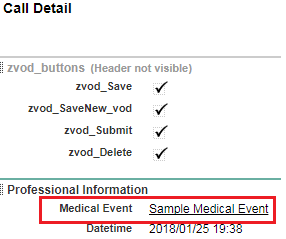 Call Detail
zvod_buttons (Header not visible)
zvod_Save
zvod_SaveNew_vod
zvod_Submit
zvod_Delete
Professional Information
Medical Event Sample Medical Event
Datetime 2018/01/25 19:38